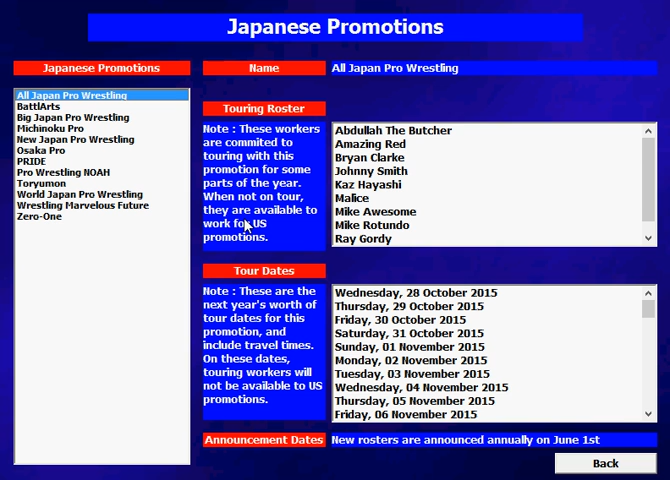 Japanese Promotions
Japanese Promotions
All Japan Pro Wrestling
BattlArts
Big Japan Pro Wrestling
Michinoku Pro
New Japan Pro Wrestling
Osaka Pro
PRIDE
Pro Wrestling NOAH
Toryumon
World Japan Pro Wrestling
Wrestling Marvelous Future
Zero-One
Name
All Japan Pro Wrestling
Touring Roster
Note : These workers
are commited to
touring with this
promotion for some
parts of the year.
When not on tour,
they are available to
work for US
promotions.
Abdullah The Butcher
Amazing Red
Bryan Clarke
Johnny Smith
Kaz Hayashi
Malice
Mike Awesome
Mike Rotundo
Ray Gordy
Tour Dates
Note : These are the
next year's worth of
tour dates for this
promotion, and
include travel times.
On these dates,
touring workers will
not be available to US
promotions.
Wednesday, 28 October 2015
Thursday, 29 October 2015
Friday, 30 October 2015
Saturday, 31 October 2015
Sunday, 01 November 2015
Monday, 02 November 2015
Tuesday, 03 November 2015
Wednesday, 04 November 2015
Thursday, 05 November 2015
Friday, 06 November 2015
Announcement Dates
New rosters are announced annually on June 1st
Back